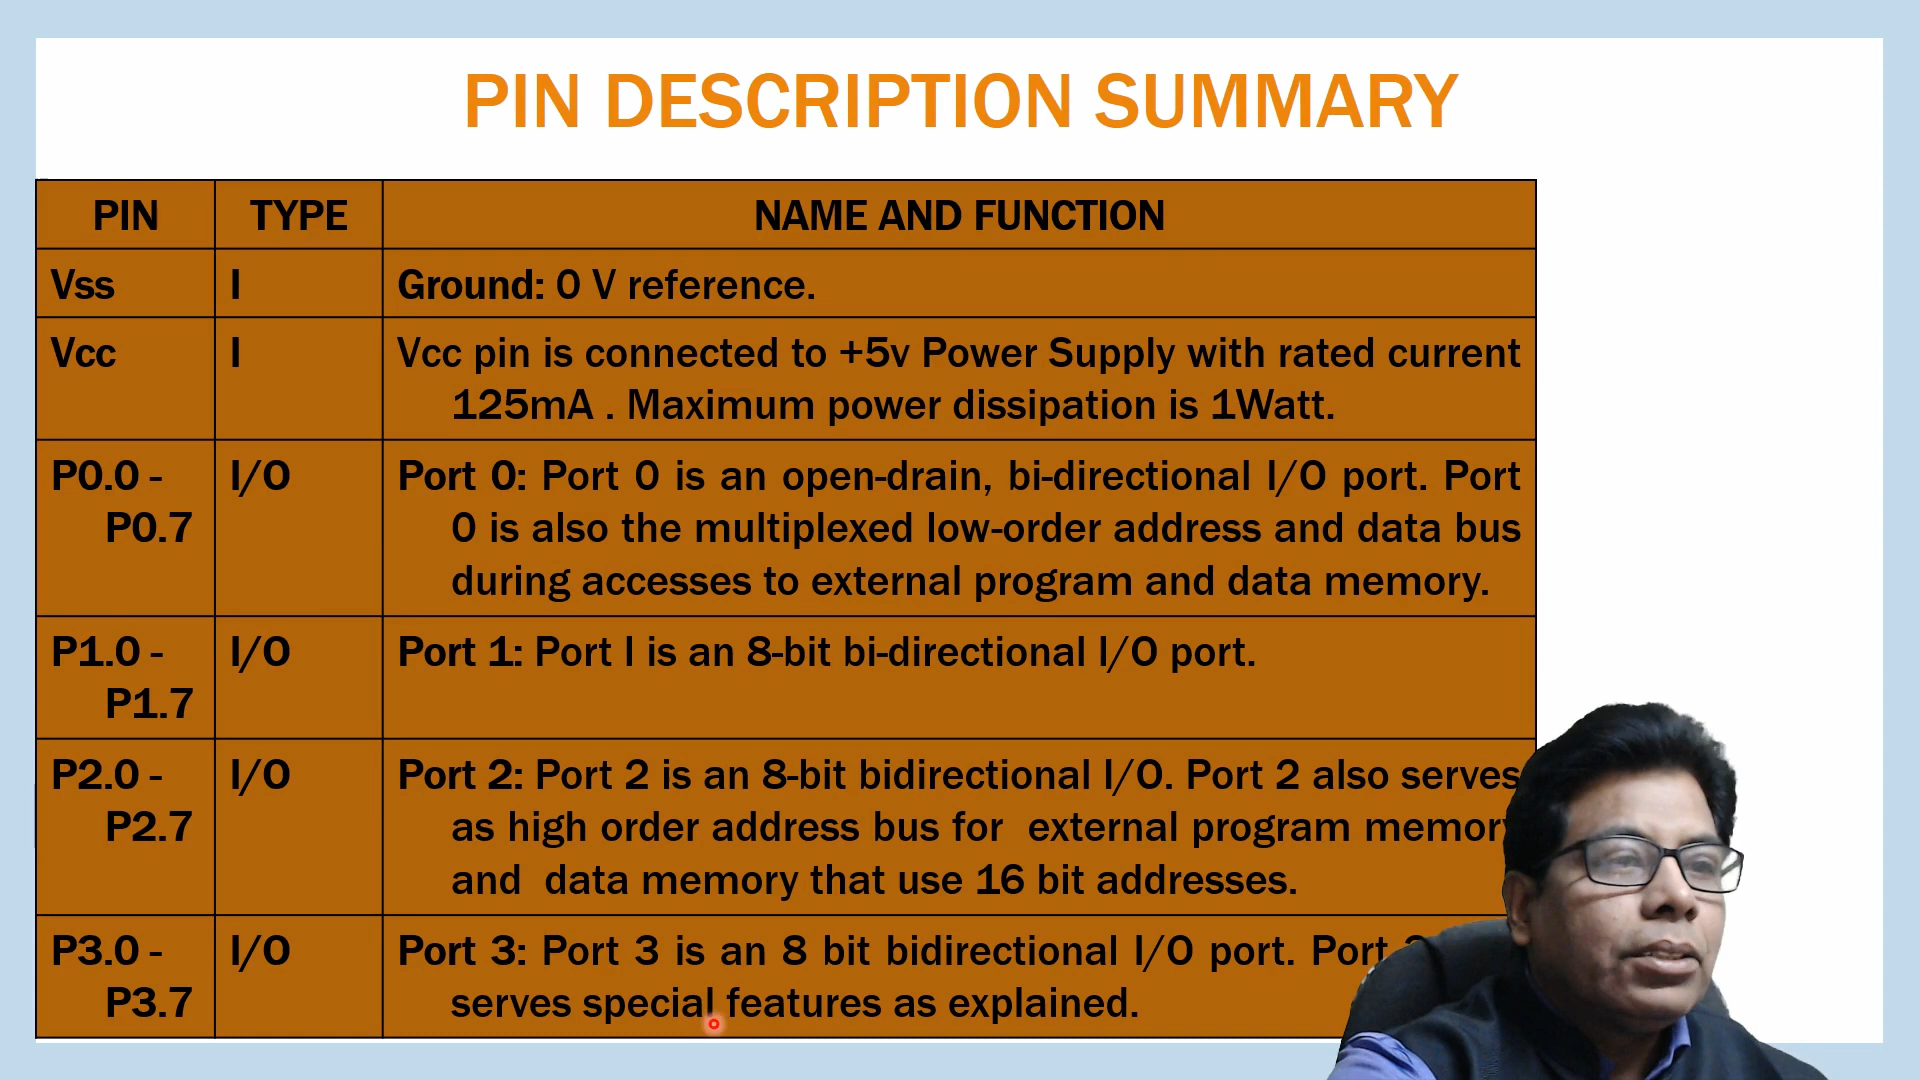 PIN DESCRIPTION SUMMARY
PIN TYPE NAME AND FUNCTION
Vss I Ground: 0 V reference.
Vcc I Vcc pin is connected to +5v Power Supply with rated current
125mA . Maximum power dissipation is 1Watt.
P0.0 - I/O Port 0: Port 0 is an open-drain, bi-directional I/O port. Port
P0.7 0 is also the multiplexed low-order address and data bus
during accesses to external program and data memory.
P1.0 - I/O Port 1: Port I is an 8-bit bi-directional I/O port.
P1.7
P2.0 - I/O Port 2: Port 2 is an 8-bit bidirectional I/O. Port 2 also serves
P2.7 as high order address bus for external program memory
and data memory that use 16 bit addresses.
P3.0 - I/O Port 3: Port 3 is an 8 bit bidirectional I/O port. Port
P3.7 serves special features as explained.